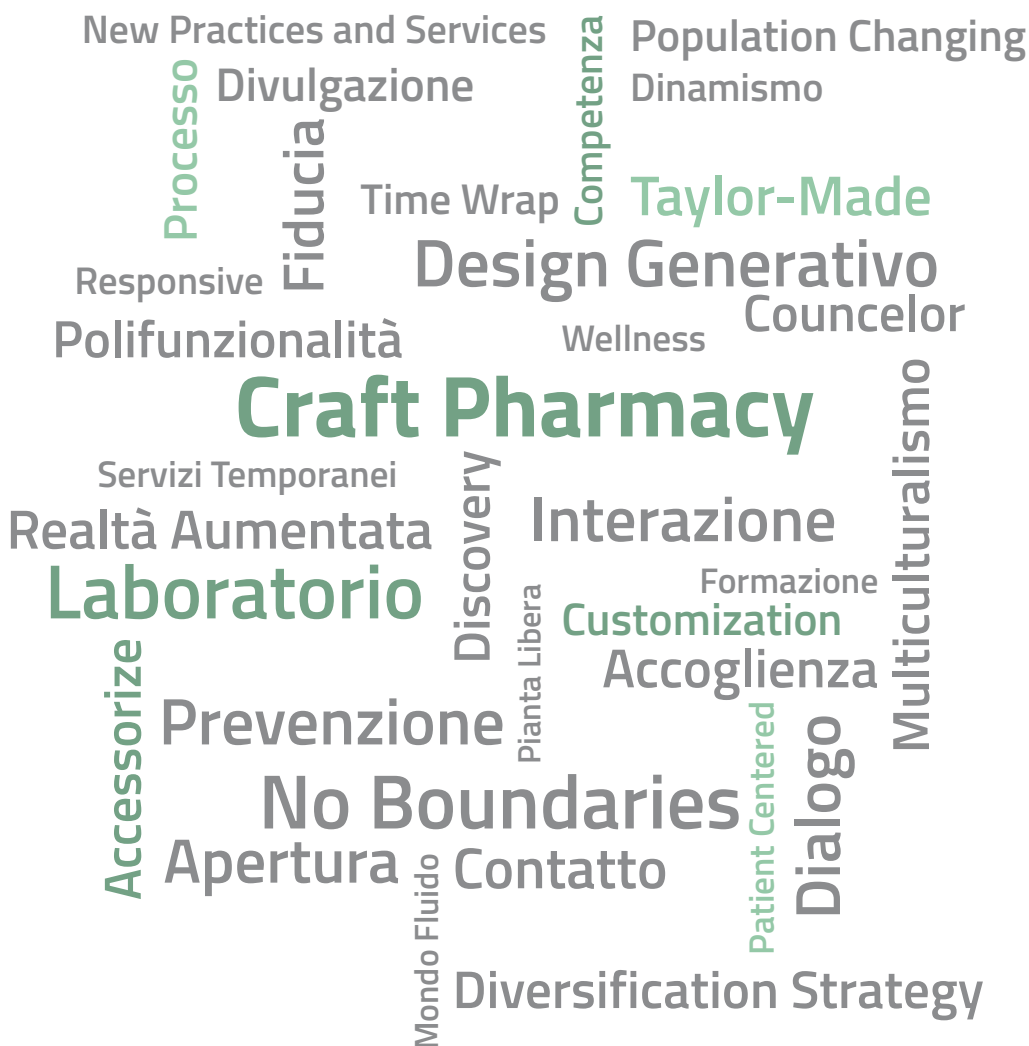 New Practices and Services
Competenza
Population Changing
Processo
Divulgazione
Dinamismo
Fiducia
Time Wrap
Taylor-Made
Design Generativo
Responsive
Councelor
Polifunzionalità
Wellness
Craft Pharmacy
Multiculturalismo
Servizi Temporanei
Discovery
Interazione
Realtà Aumentata
Laboratorio
Formazione
Pianta Libera
Customization
Accessorize
Accoglienza
Prevenzione
Patient Centered
Dialogo
No Boundaries
Apertura
Contatto
Mondo Fluido
Diversification Strategy